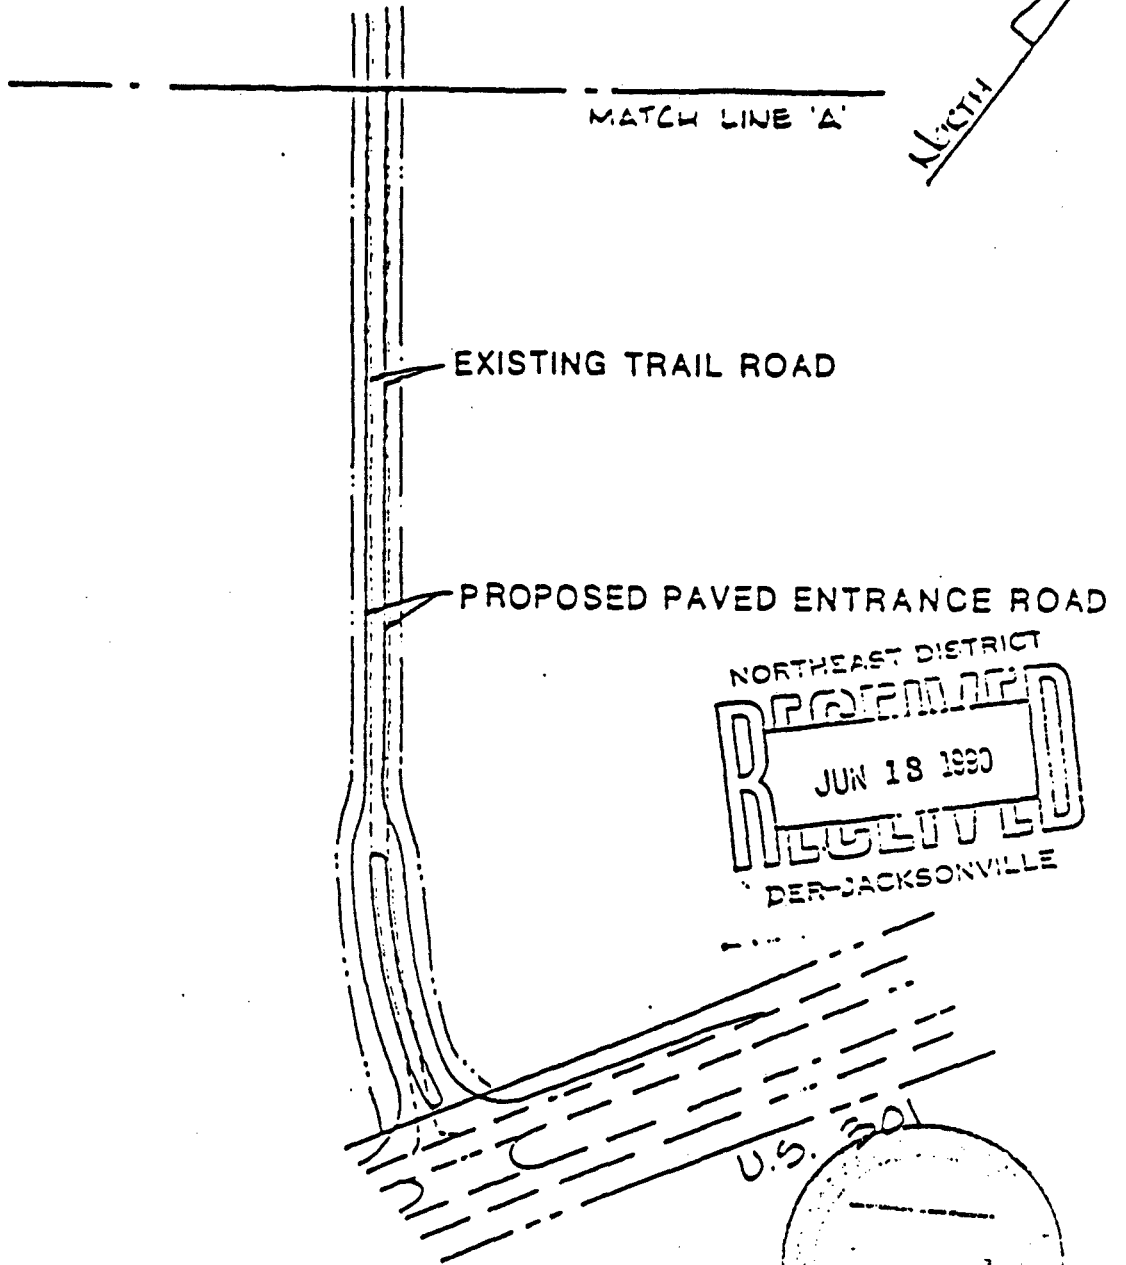 MATCH LINE 'A'
NORTH
EXISTING TRAIL ROAD
PROPOSED PAVED ENTRANCE ROAD
NORTHEAST DISTRICT
RECEIVED
JUN 18 1990
RECEIVED
DER-JACKSONVILLE
U.S. 301